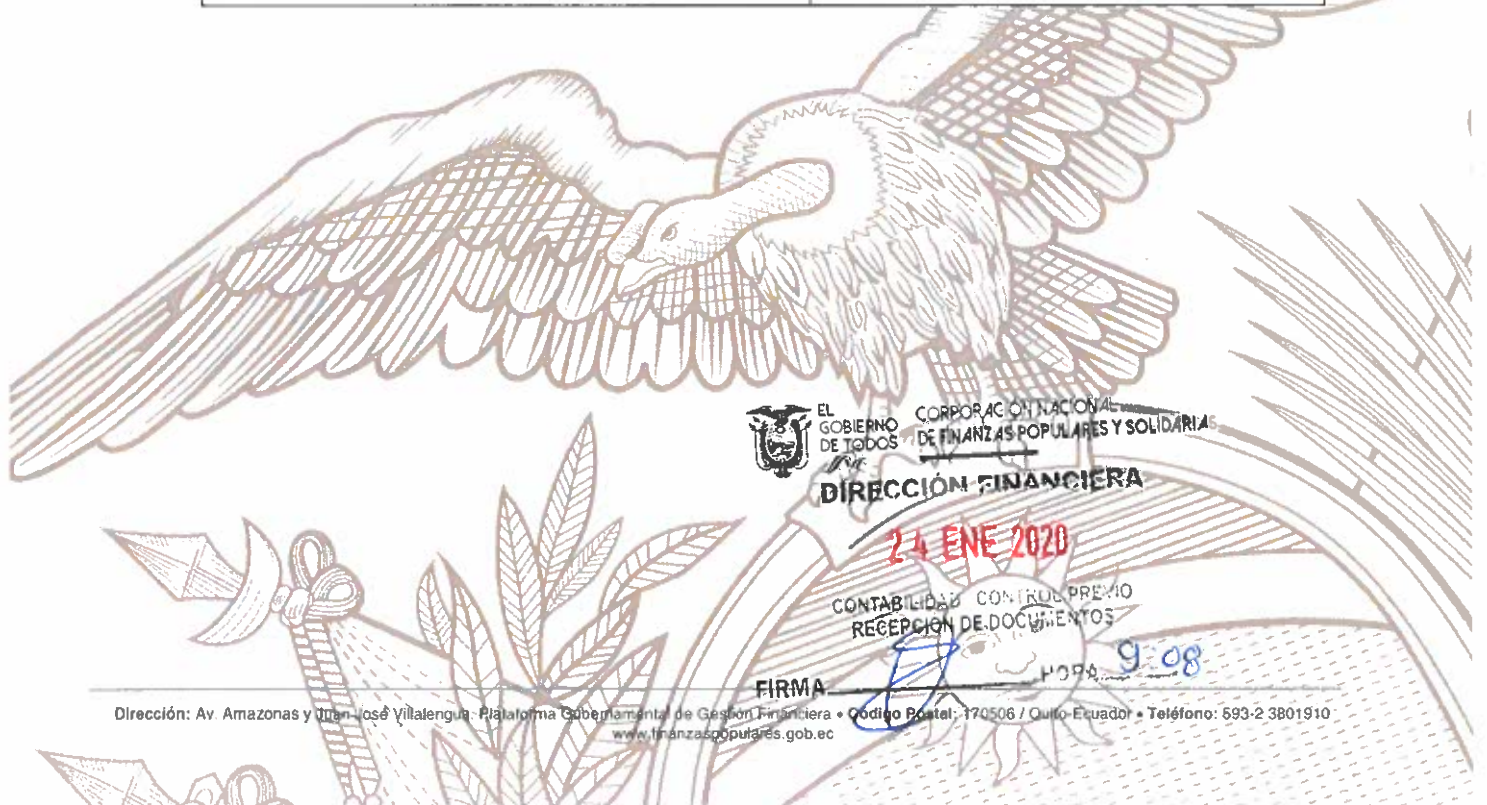 EL
GOBIERNO
DE TODOS
CORPORACIÓN NACIONAL
DE FINANZAS POPULARES Y SOLIDARIAS
DIRECCIÓN FINANCIERA
24 ENE 2020
CONTABILIDAD CONTROL PREVIO
RECEPCIÓN DE DOCUMENTOS
FIRMA HORA 9:08
Dirección: Av. Amazonas y Juan José Villalengua. Plataforma Gubernamental de Gestión Financiera • Código Postal: 170506 / Quito-Ecuador • Teléfono: 593-2 3801910
www.finanzaspopulares.gob.ec